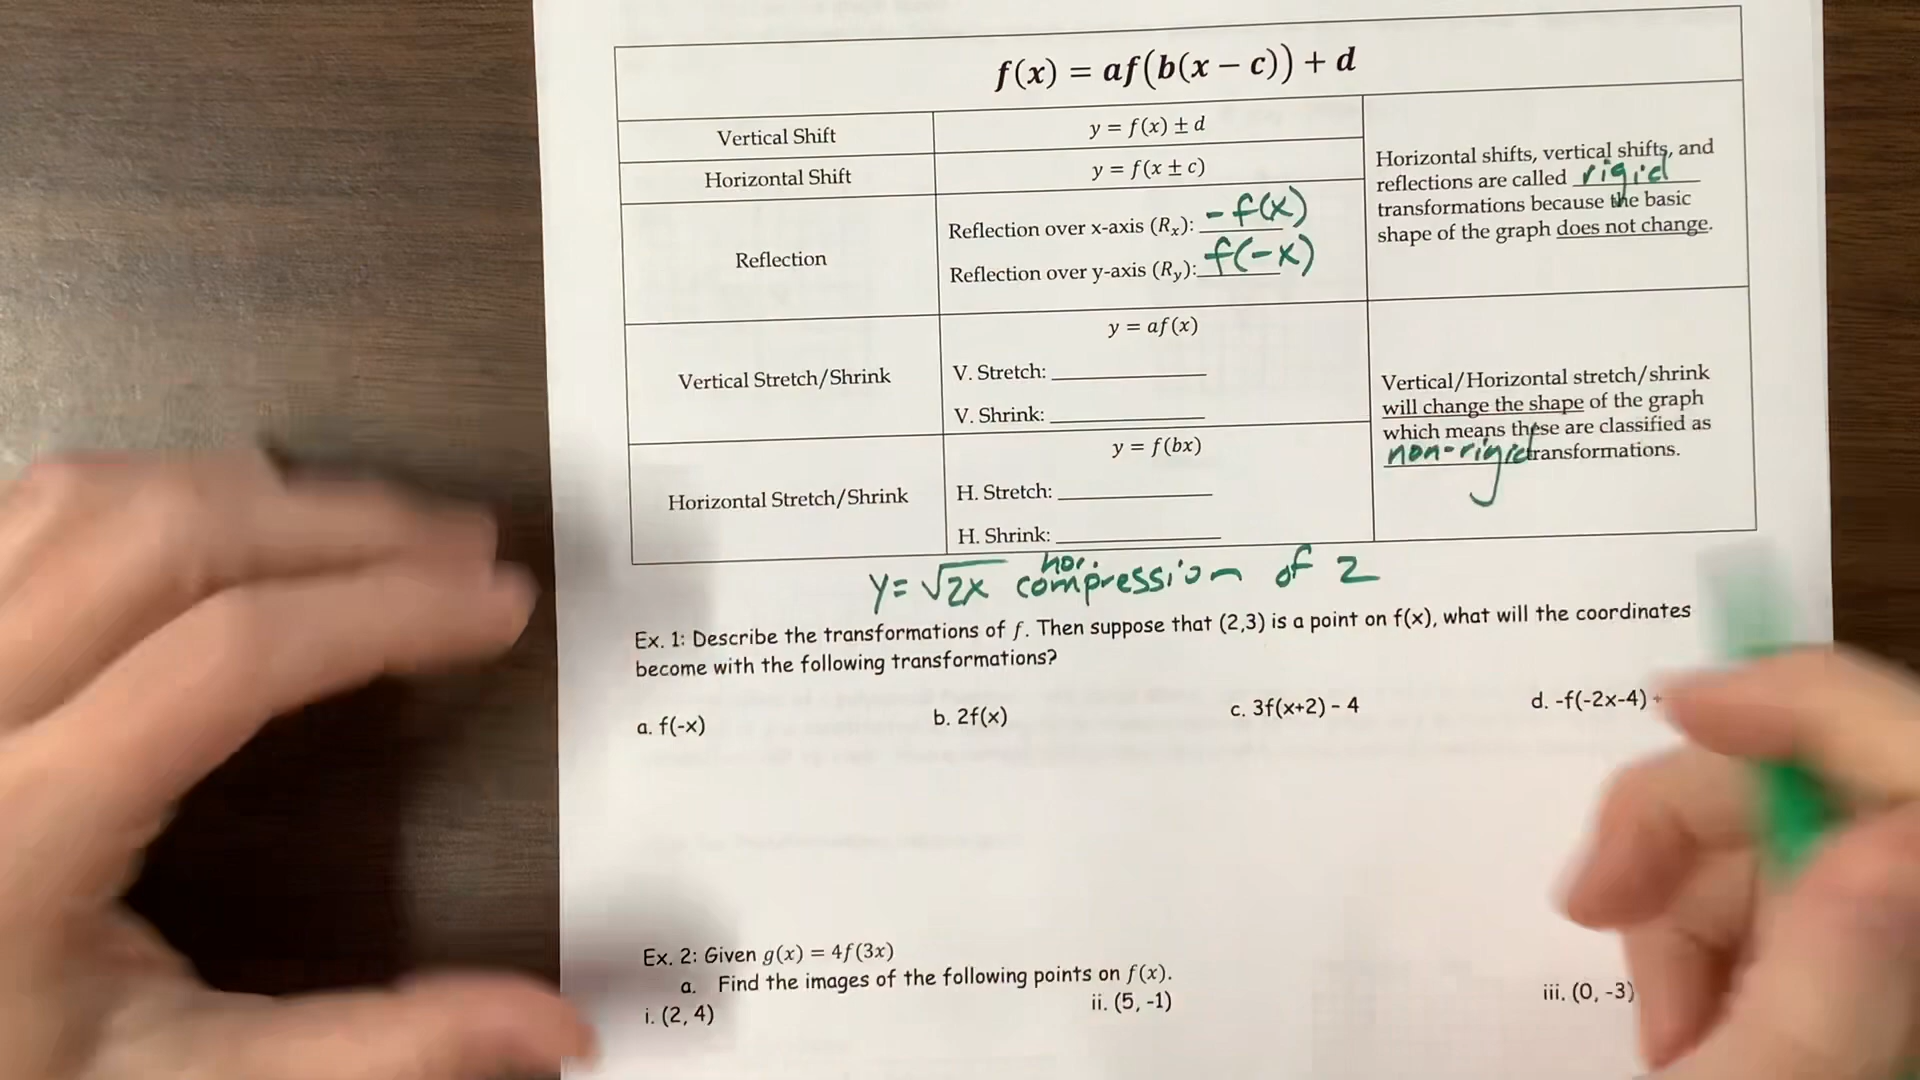 f(x) = af(b(x − c)) + d
Vertical Shift
y = f(x) ± d
Horizontal Shift
y = f(x ± c)
Horizontal shifts, vertical shifts, and
reflections are called rigid
transformations because the basic
shape of the graph does not change.
Reflection
Reflection over x-axis (Rₓ): -f(x)
Reflection over y-axis (Rᵧ): f(-x)
Vertical Stretch/Shrink
y = af(x)
V. Stretch:
V. Shrink:
Vertical/Horizontal stretch/shrink
will change the shape of the graph
which means these are classified as
non-rigid transformations.
Horizontal Stretch/Shrink
y = f(bx)
H. Stretch:
H. Shrink:
y = √2x hor. compression of 2
Ex. 1: Describe the transformations of f. Then suppose that (2,3) is a point on f(x), what will the coordinates
become with the following transformations?
a. f(-x)
b. 2f(x)
c. 3f(x+2) - 4
d. -f(-2x-4)
Ex. 2: Given g(x) = 4f(3x)
a. Find the images of the following points on f(x).
i. (2, 4)
ii. (5, -1)
iii. (0, -3)